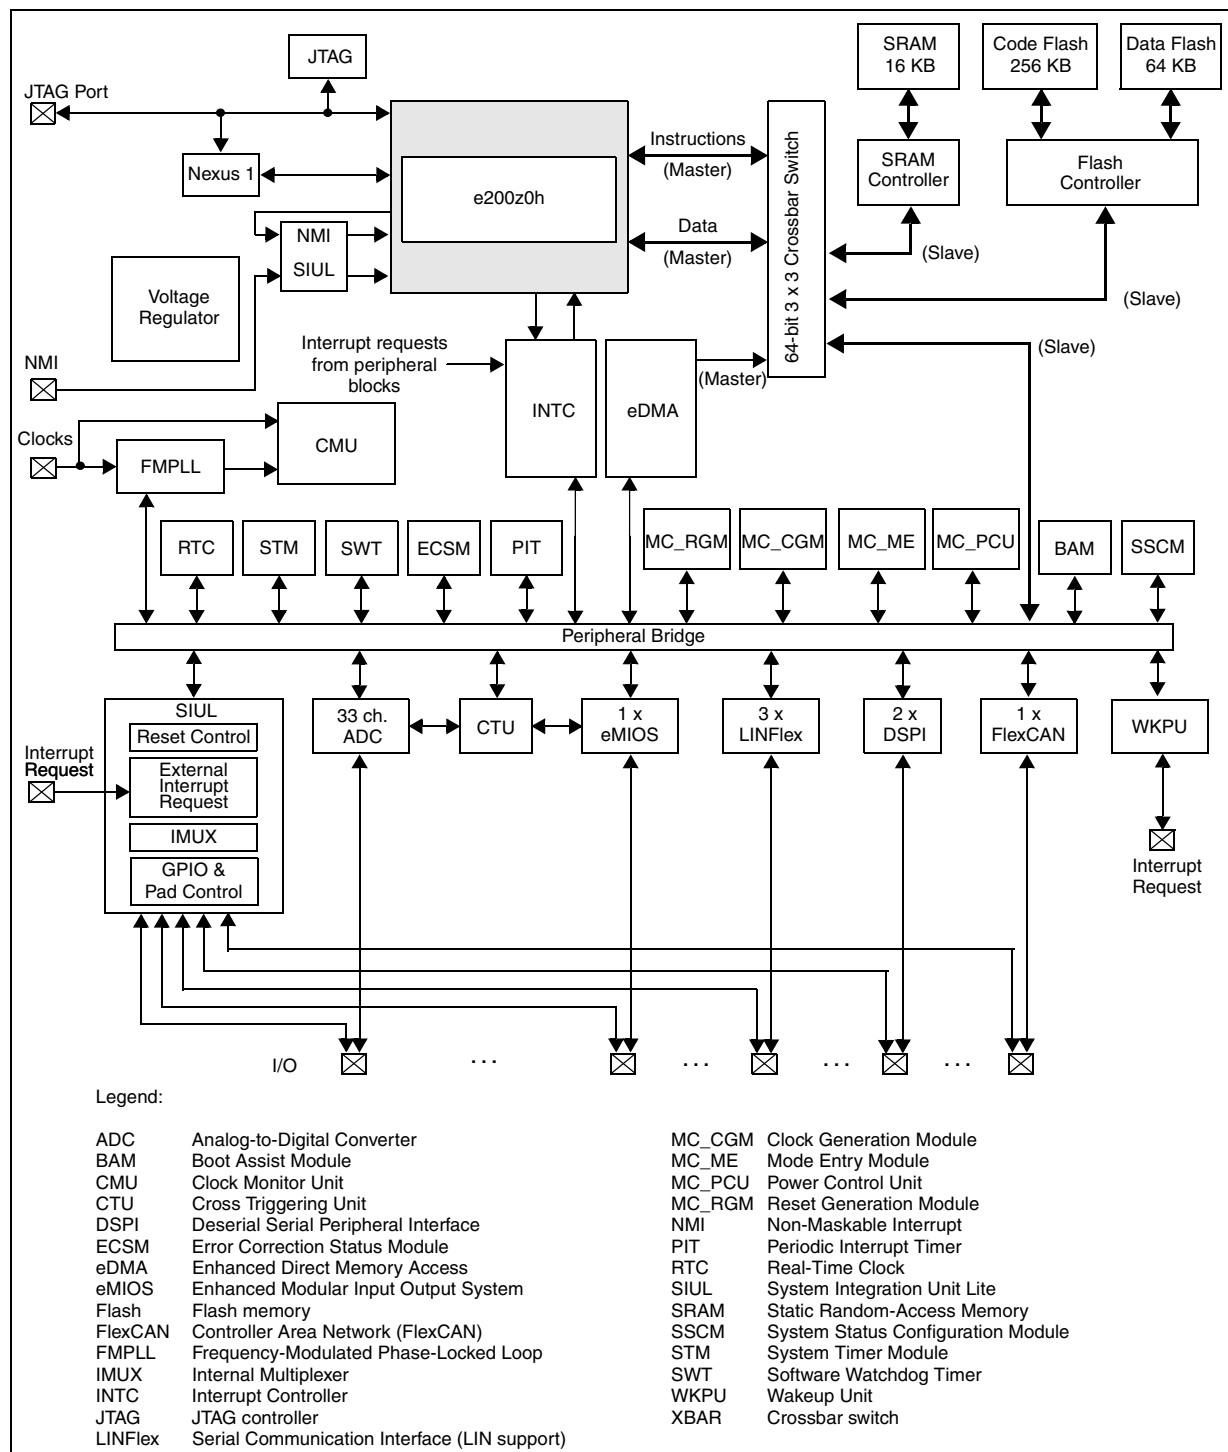 JTAG
SRAM
16 KB
Code Flash
256 KB
Data Flash
64 KB
JTAG Port
Nexus 1
e200z0h
Instructions
(Master)
Data
(Master)
64-bit 3 x 3 Crossbar Switch
SRAM
Controller
Flash
Controller
(Slave)
(Slave)
(Slave)
NMI
SIUL
Voltage
Regulator
NMI
Interrupt requests
from peripheral
blocks
INTC
eDMA
(Master)
Clocks
FMPLL
CMU
RTC
STM
SWT
ECSM
PIT
MC_RGM
MC_CGM
MC_ME
MC_PCU
BAM
SSCM
Peripheral Bridge
SIUL
Reset Control
External
Interrupt
Request
IMUX
GPIO &
Pad Control
Interrupt
Request
33 ch.
ADC
CTU
1 x
eMIOS
3 x
LINFlex
2 x
DSPI
1 x
FlexCAN
WKPU
Interrupt
Request
I/O
. . .
. . .
. . .
. . .
Legend:
ADC Analog-to-Digital Converter
BAM Boot Assist Module
CMU Clock Monitor Unit
CTU Cross Triggering Unit
DSPI Deserial Serial Peripheral Interface
ECSM Error Correction Status Module
eDMA Enhanced Direct Memory Access
eMIOS Enhanced Modular Input Output System
Flash Flash memory
FlexCAN Controller Area Network (FlexCAN)
FMPLL Frequency-Modulated Phase-Locked Loop
IMUX Internal Multiplexer
INTC Interrupt Controller
JTAG JTAG controller
LINFlex Serial Communication Interface (LIN support)
MC_CGM Clock Generation Module
MC_ME Mode Entry Module
MC_PCU Power Control Unit
MC_RGM Reset Generation Module
NMI Non-Maskable Interrupt
PIT Periodic Interrupt Timer
RTC Real-Time Clock
SIUL System Integration Unit Lite
SRAM Static Random-Access Memory
SSCM System Status Configuration Module
STM System Timer Module
SWT Software Watchdog Timer
WKPU Wakeup Unit
XBAR Crossbar switch